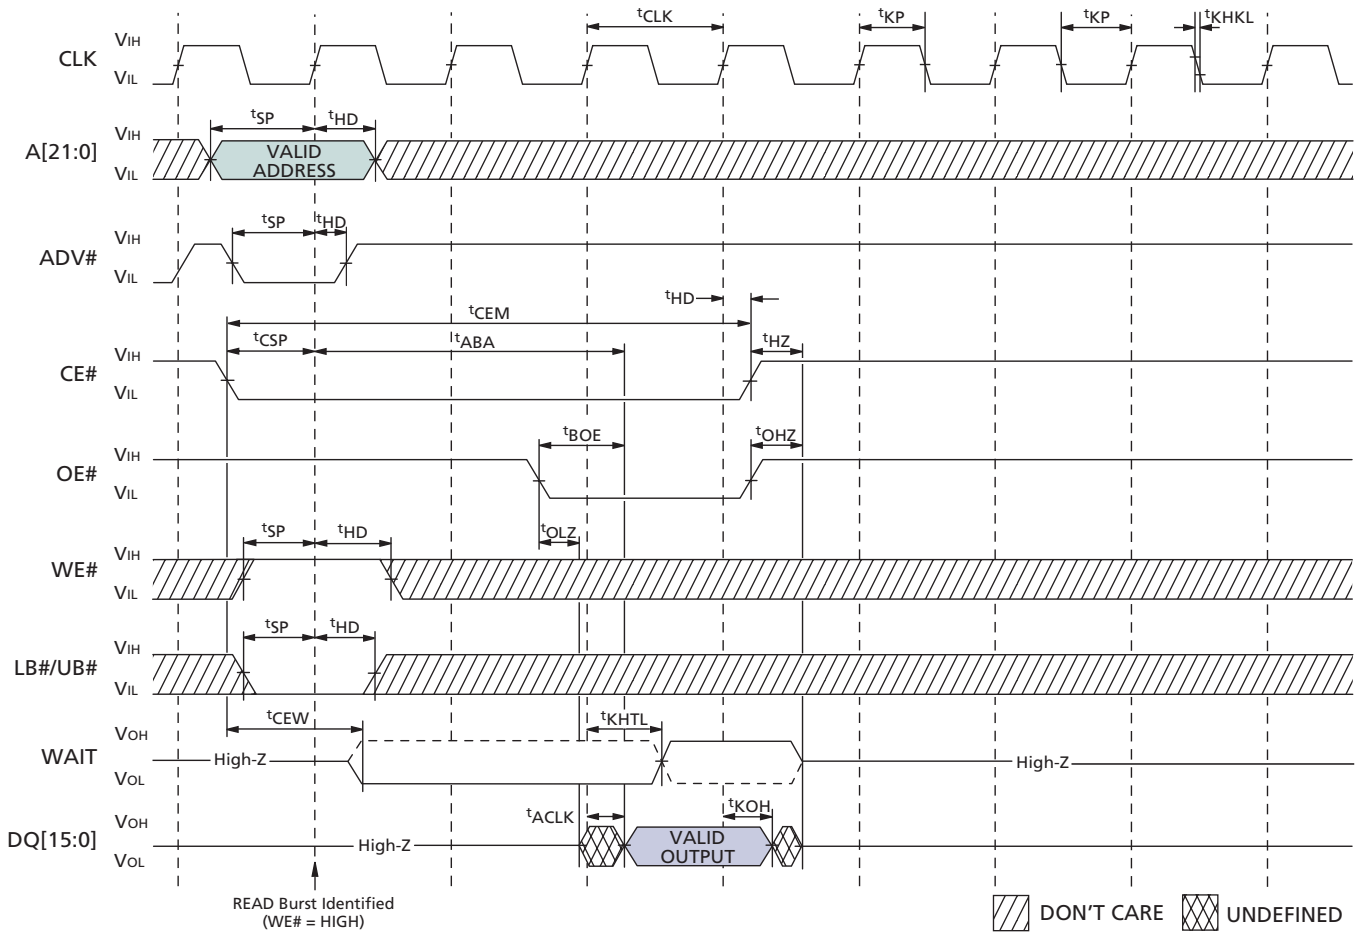 tCLK tKP tKP tKHKL
VIH
CLK
VIL
tSP tHD
VIH
A[21:0]
VALID
ADDRESS
VIL
tSP tHD
VIH
ADV#
VIL
tHD
tCEM
tCSP tABA tHZ
VIH
CE#
VIL
tBOE tOHZ
VIH
OE#
VIL
tOLZ
tSP tHD
VIH
WE#
VIL
tSP tHD
VIH
LB#/UB#
VIL
tCEW tKHTL
VOH
WAIT High-Z High-Z
VOL
tACLK tKOH
VOH
DQ[15:0] High-Z
VALID
OUTPUT
VOL
READ Burst Identified
(WE# = HIGH)
DON'T CARE UNDEFINED